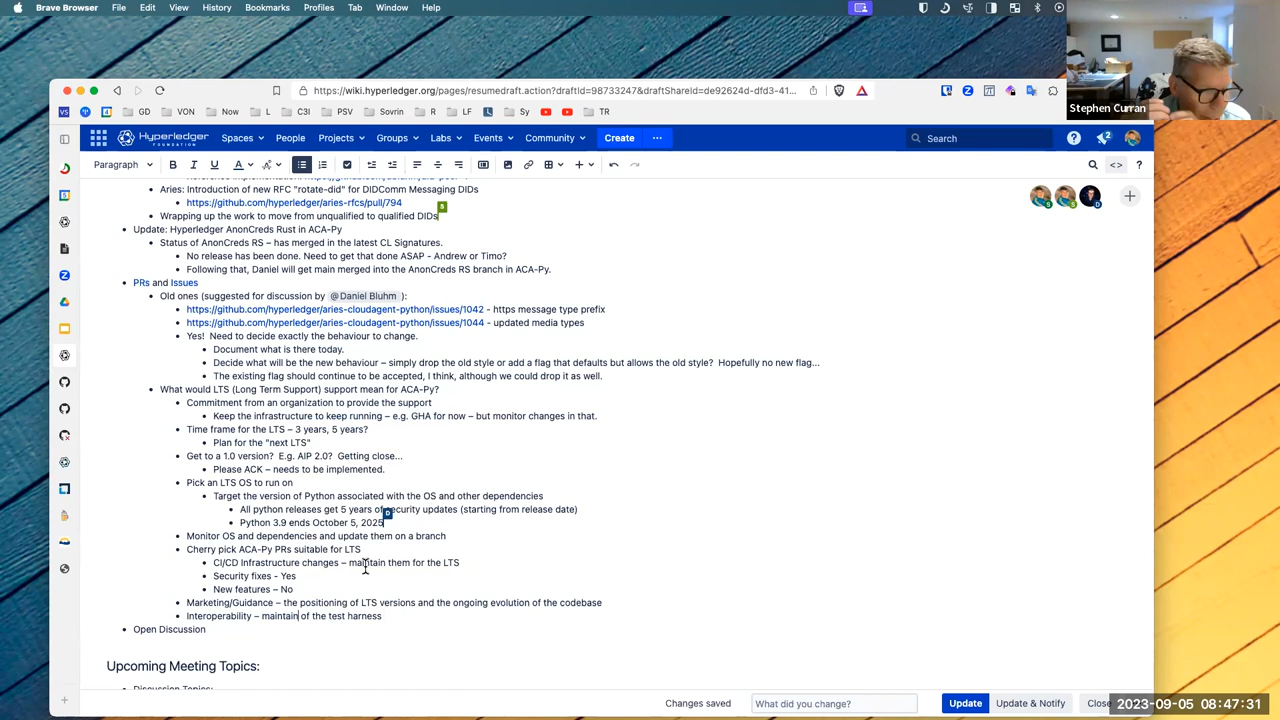 Brave Browser File Edit View History Bookmarks Profiles Tab Window Help
https://wiki.hyperledger.org/pages/resumedraft.action?draftId=98733247&draftShareId=de92624d-dfd3-41...
VS GD VON Now L C3I PSV Sovrin R LF Sy TR
Stephen Curran
HYPERLEDGER FOUNDATION Spaces People Projects Groups Labs Events Community Create ... Search 2
Paragraph B I U A
Aries: Introduction of new RFC "rotate-did" for DIDComm Messaging DIDs
https://github.com/hyperledger/aries-rfcs/pull/794
Wrapping up the work to move from unqualified to qualified DIDs
Update: Hyperledger AnonCreds Rust in ACA-Py
Status of AnonCreds RS – has merged in the latest CL Signatures.
No release has been done. Need to get that done ASAP - Andrew or Timo?
Following that, Daniel will get main merged into the AnonCreds RS branch in ACA-Py.
PRs and Issues
Old ones (suggested for discussion by @Daniel Bluhm ):
https://github.com/hyperledger/aries-cloudagent-python/issues/1042 - https message type prefix
https://github.com/hyperledger/aries-cloudagent-python/issues/1044 - updated media types
Yes! Need to decide exactly the behaviour to change.
Document what is there today.
Decide what will be the new behaviour – simply drop the old style or add a flag that defaults but allows the old style? Hopefully no new flag...
The existing flag should continue to be accepted, I think, although we could drop it as well.
What would LTS (Long Term Support) support mean for ACA-Py?
Commitment from an organization to provide the support
Keep the infrastructure to keep running – e.g. GHA for now – but monitor changes in that.
Time frame for the LTS – 3 years, 5 years?
Plan for the "next LTS"
Get to a 1.0 version? E.g. AIP 2.0? Getting close...
Please ACK – needs to be implemented.
Pick an LTS OS to run on
Target the version of Python associated with the OS and other dependencies
All python releases get 5 years of security updates (starting from release date)
Python 3.9 ends October 5, 2025
Monitor OS and dependencies and update them on a branch
Cherry pick ACA-Py PRs suitable for LTS
CI/CD Infrastructure changes – maintain them for the LTS
Security fixes - Yes
New features – No
Marketing/Guidance – the positioning of LTS versions and the ongoing evolution of the codebase
Interoperability – maintain of the test harness
Open Discussion
Upcoming Meeting Topics:
Discussion Topics:
Changes saved What did you change? Update Update & Notify Close
2023-09-05 08:47:31